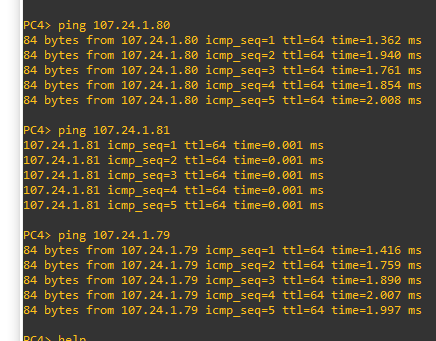 PC4> ping 107.24.1.80
84 bytes from 107.24.1.80 icmp_seq=1 ttl=64 time=1.362 ms
84 bytes from 107.24.1.80 icmp_seq=2 ttl=64 time=1.940 ms
84 bytes from 107.24.1.80 icmp_seq=3 ttl=64 time=1.761 ms
84 bytes from 107.24.1.80 icmp_seq=4 ttl=64 time=1.854 ms
84 bytes from 107.24.1.80 icmp_seq=5 ttl=64 time=2.008 ms
PC4> ping 107.24.1.81
107.24.1.81 icmp_seq=1 ttl=64 time=0.001 ms
107.24.1.81 icmp_seq=2 ttl=64 time=0.001 ms
107.24.1.81 icmp_seq=3 ttl=64 time=0.001 ms
107.24.1.81 icmp_seq=4 ttl=64 time=0.001 ms
107.24.1.81 icmp_seq=5 ttl=64 time=0.001 ms
PC4> ping 107.24.1.79
84 bytes from 107.24.1.79 icmp_seq=1 ttl=64 time=1.416 ms
84 bytes from 107.24.1.79 icmp_seq=2 ttl=64 time=1.759 ms
84 bytes from 107.24.1.79 icmp_seq=3 ttl=64 time=1.890 ms
84 bytes from 107.24.1.79 icmp_seq=4 ttl=64 time=2.007 ms
84 bytes from 107.24.1.79 icmp_seq=5 ttl=64 time=1.997 ms
PC4> help